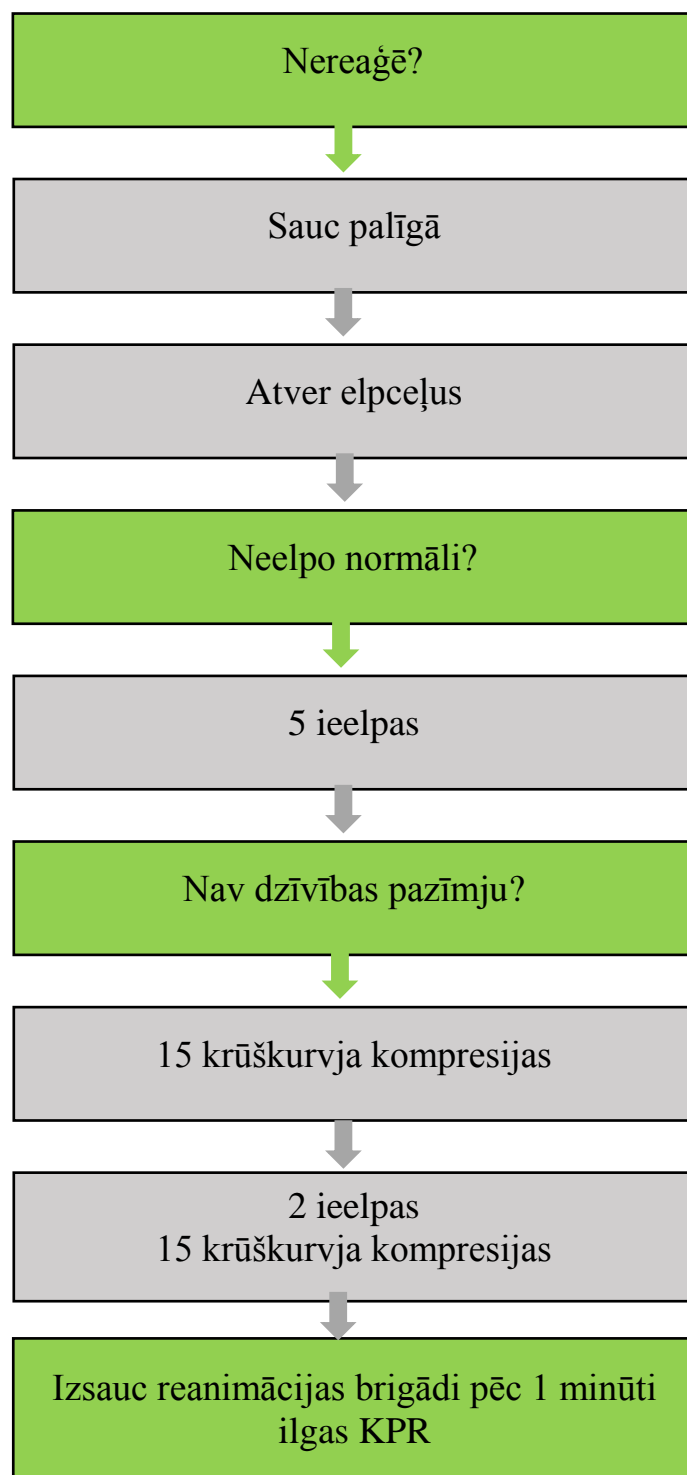 Nereaģē?
Sauc palīgā
Atver elpceļus
Neelpo normāli?
5 ieelpas
Nav dzīvības pazīmju?
15 krūškurvja kompresijas
2 ieelpas
15 krūškurvja kompresijas
Izsauc reanimācijas brigādi pēc 1 minūti
ilgas KPR